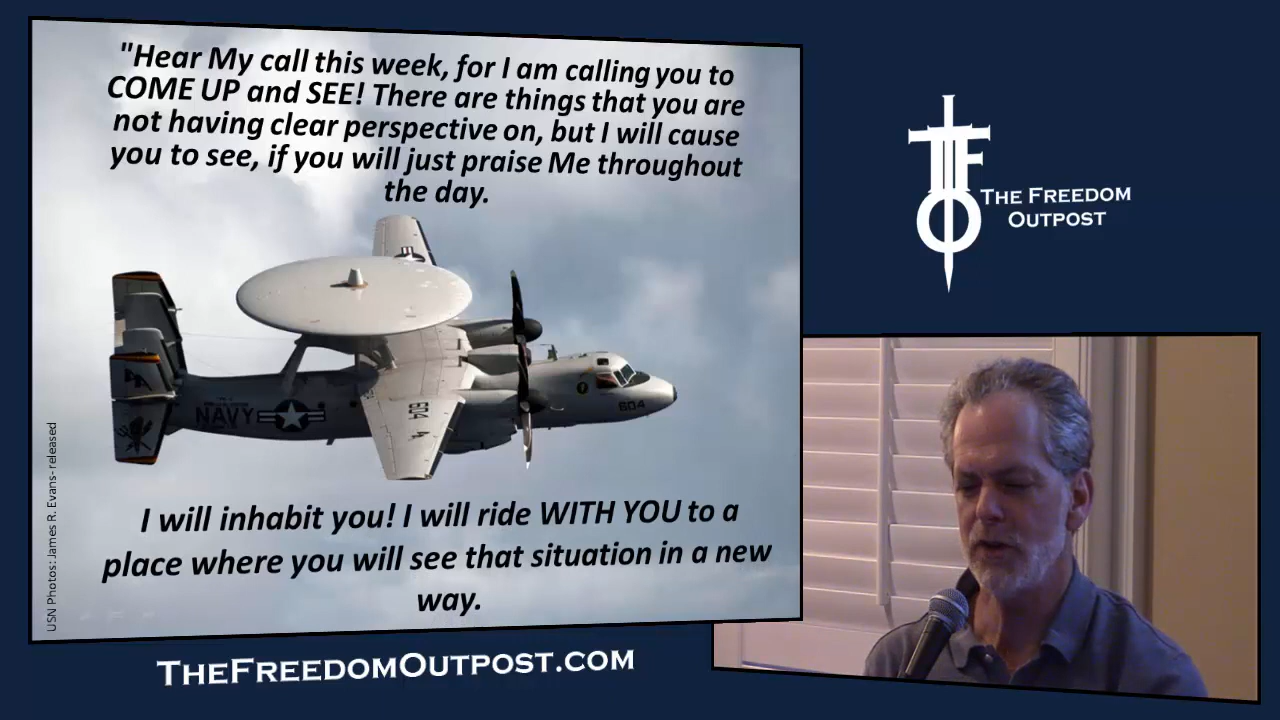 "Hear My call this week, for I am calling you to
COME UP and SEE! There are things that you are
not having clear perspective on, but I will cause
you to see, if you will just praise Me throughout
the day.
NAVY
604
604
I will inhabit you! I will ride WITH YOU to a
place where you will see that situation in a new
way.
USN Photos: James R. Evans- released
TFO
The Freedom
Outpost
TheFreedomOutpost.com